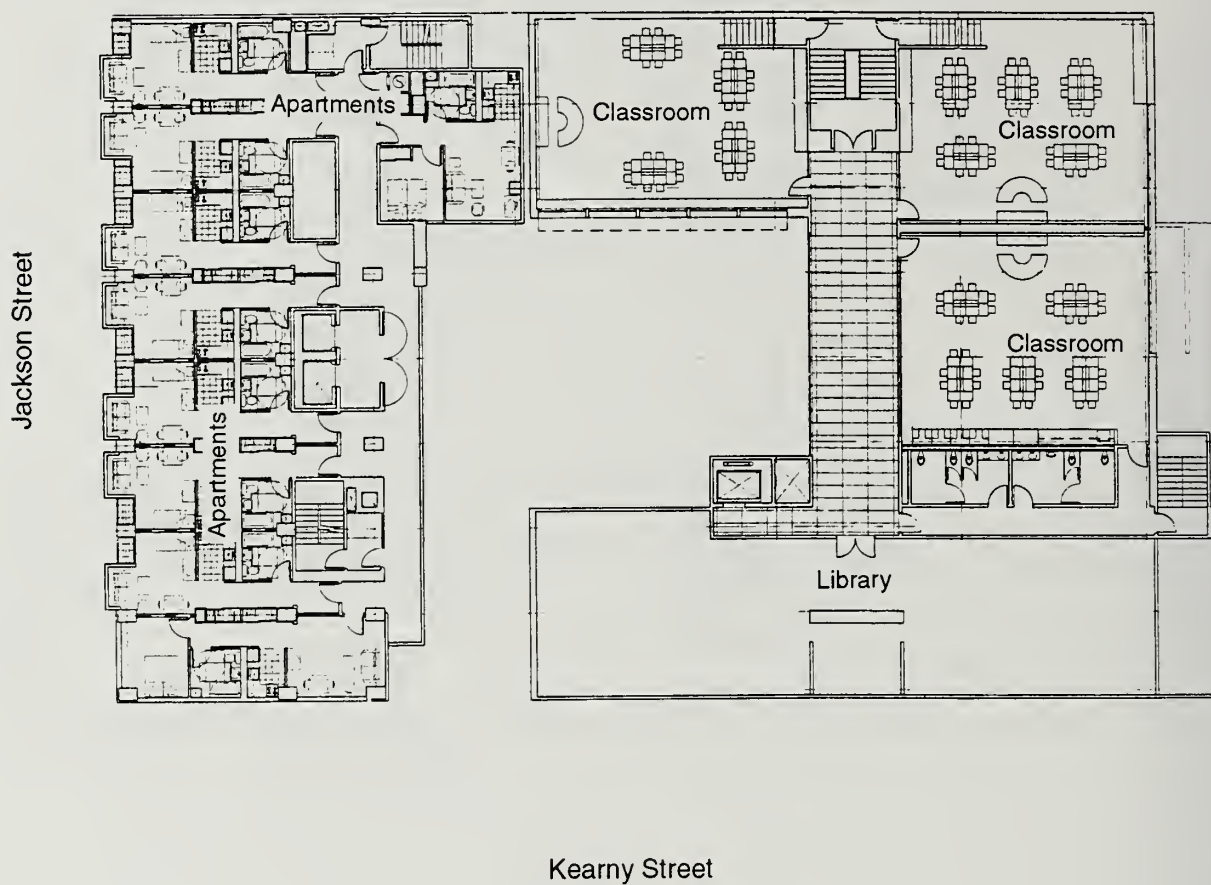 Apartments
Classroom
Classroom
Jackson Street
Classroom
Apartments
Library
Kearny Street